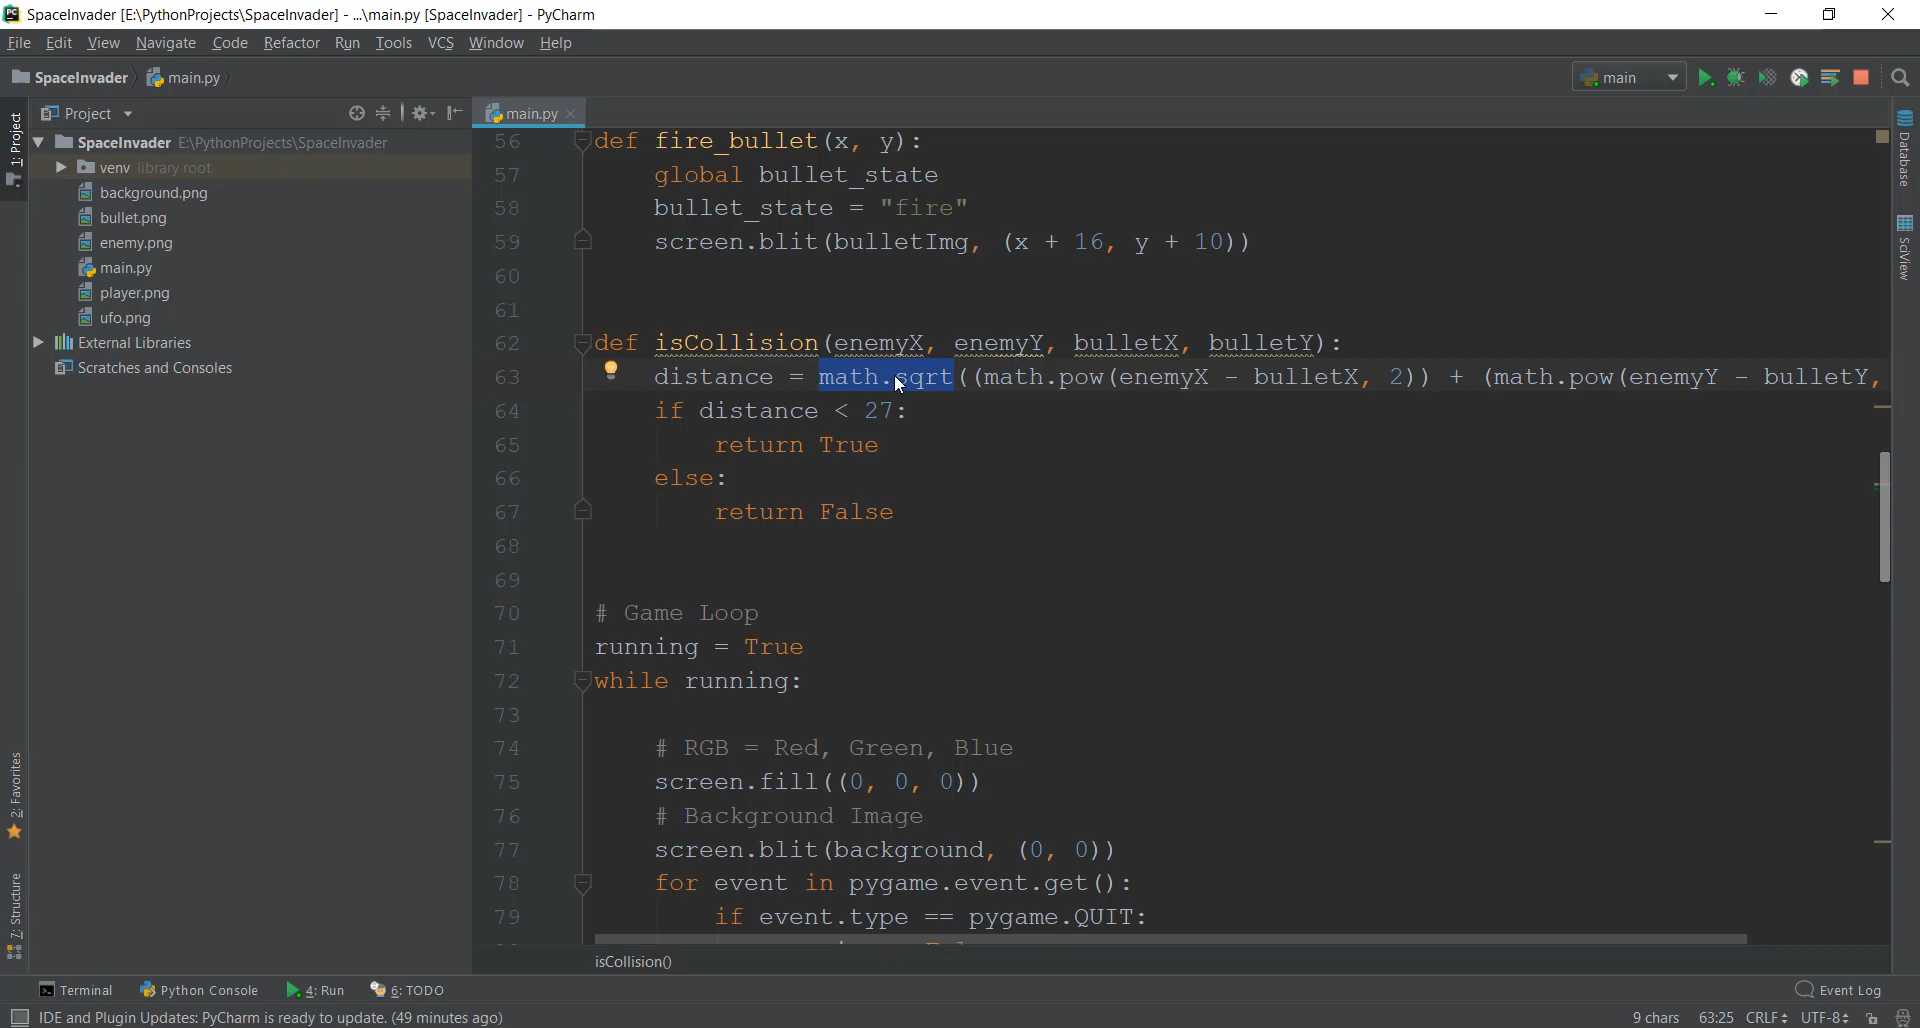 SpaceInvader [E:\PythonProjects\SpaceInvader] - ...\main.py [SpaceInvader] - PyCharm
File Edit View Navigate Code Refactor Run Tools VCS Window Help
SpaceInvader main.py
main
Project
main.py
1: Project
SpaceInvader E:\PythonProjects\SpaceInvader
venv library root
background.png
bullet.png
enemy.png
main.py
player.png
ufo.png
External Libraries
Scratches and Consoles
2: Favorites
7: Structure
56 def fire_bullet(x, y):
57 global bullet_state
58 bullet_state = "fire"
59 screen.blit(bulletImg, (x + 16, y + 10))
60
61
62 def isCollision(enemyX, enemyY, bulletX, bulletY):
63 distance = math.sqrt((math.pow(enemyX - bulletX, 2)) + (math.pow(enemyY - bulletY,
64 if distance < 27:
65 return True
66 else:
67 return False
68
69
70 # Game Loop
71 running = True
72 while running:
73
74 # RGB = Red, Green, Blue
75 screen.fill((0, 0, 0))
76 # Background Image
77 screen.blit(background, (0, 0))
78 for event in pygame.event.get():
79 if event.type == pygame.QUIT:
isCollision()
Database
SciView
Terminal Python Console 4: Run 6: TODO Event Log
IDE and Plugin Updates: PyCharm is ready to update. (49 minutes ago) 9 chars 63:25 CRLF UTF-8